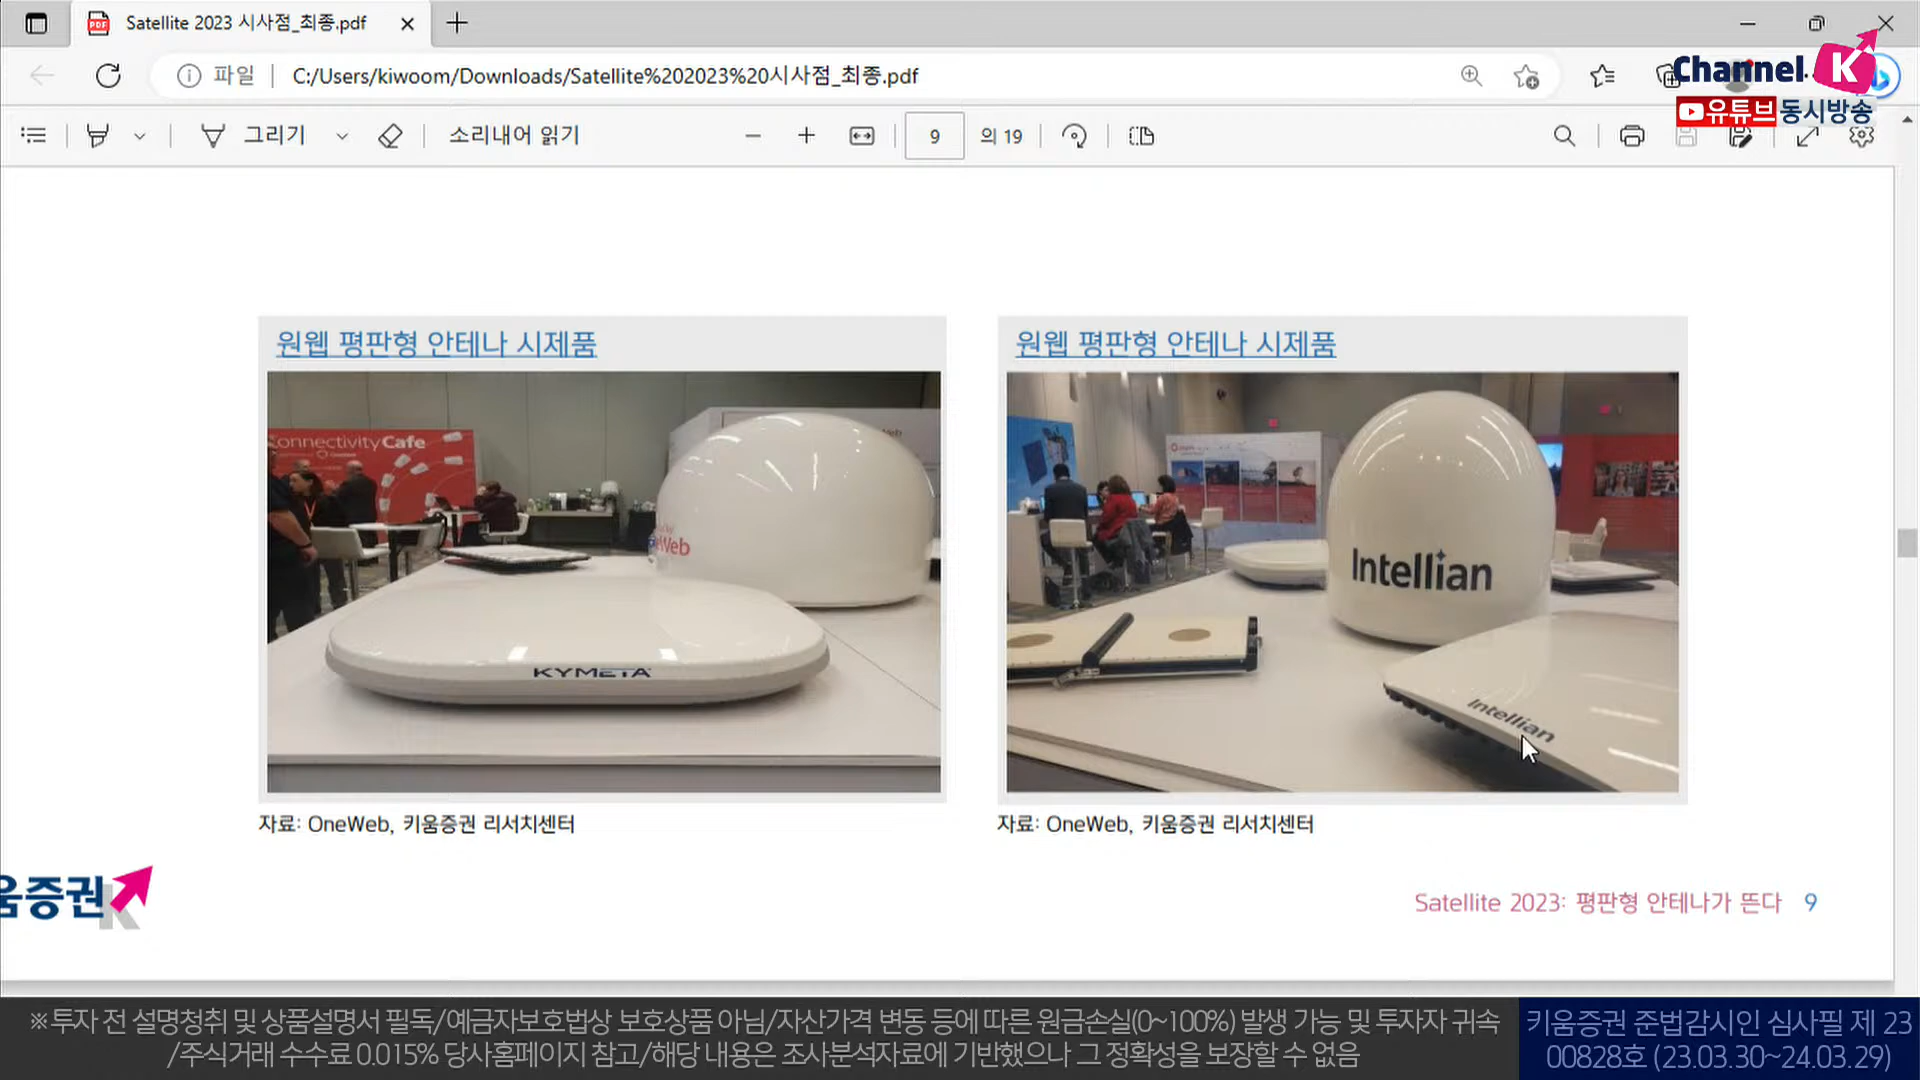 Satellite 2023 시사점_최종.pdf
파일
C:/Users/kiwoom/Downloads/Satellite%202023%20시사점_최종.pdf
Channel K
유튜브동시방송
그리기
소리내어 읽기
9
의 19
원웹 평판형 안테나 시제품
원웹 평판형 안테나 시제품
onnectivityCafe
Web
KYMETA
Intellian
Intellian
자료: OneWeb, 키움증권 리서치센터
자료: OneWeb, 키움증권 리서치센터
움증권
Satellite 2023: 평판형 안테나가 뜬다 9
※투자 전 설명청취 및 상품설명서 필독/예금자보호법상 보호상품 아님/자산가격 변동 등에 따른 원금손실(0~100%) 발생 가능 및 투자자 귀속
/주식거래 수수료 0.015% 당사홈페이지 참고/해당 내용은 조사분석자료에 기반했으나 그 정확성을 보장할 수 없음
키움증권 준법감시인 심사필 제 23
00828호 (23.03.30~24.03.29)